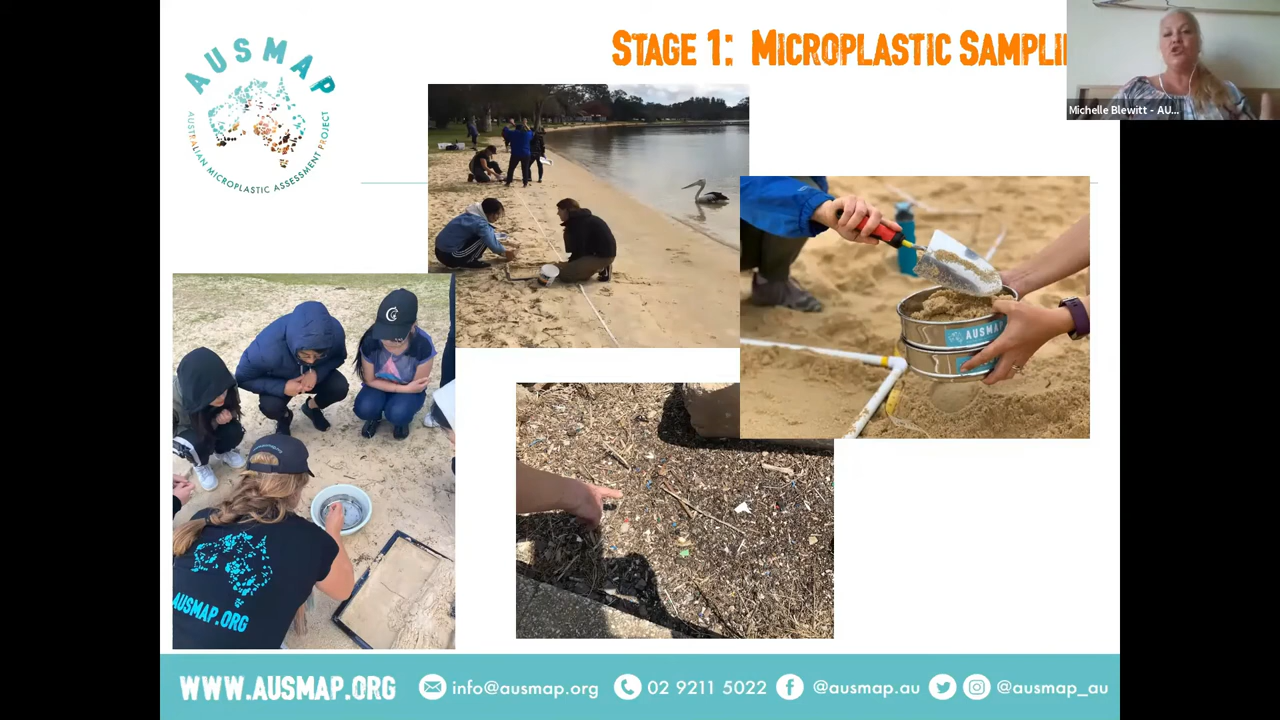 AUSMAP
AUSTRALIAN MICROPLASTIC ASSESSMENT PROJECT
STAGE 1: MICROPLASTIC SAMPLI
Michelle Blewitt - AU...
AUSMAP
AUSMAP.ORG
WWW.AUSMAP.ORG info@ausmap.org 02 9211 5022 @ausmap.au @ausmap_au